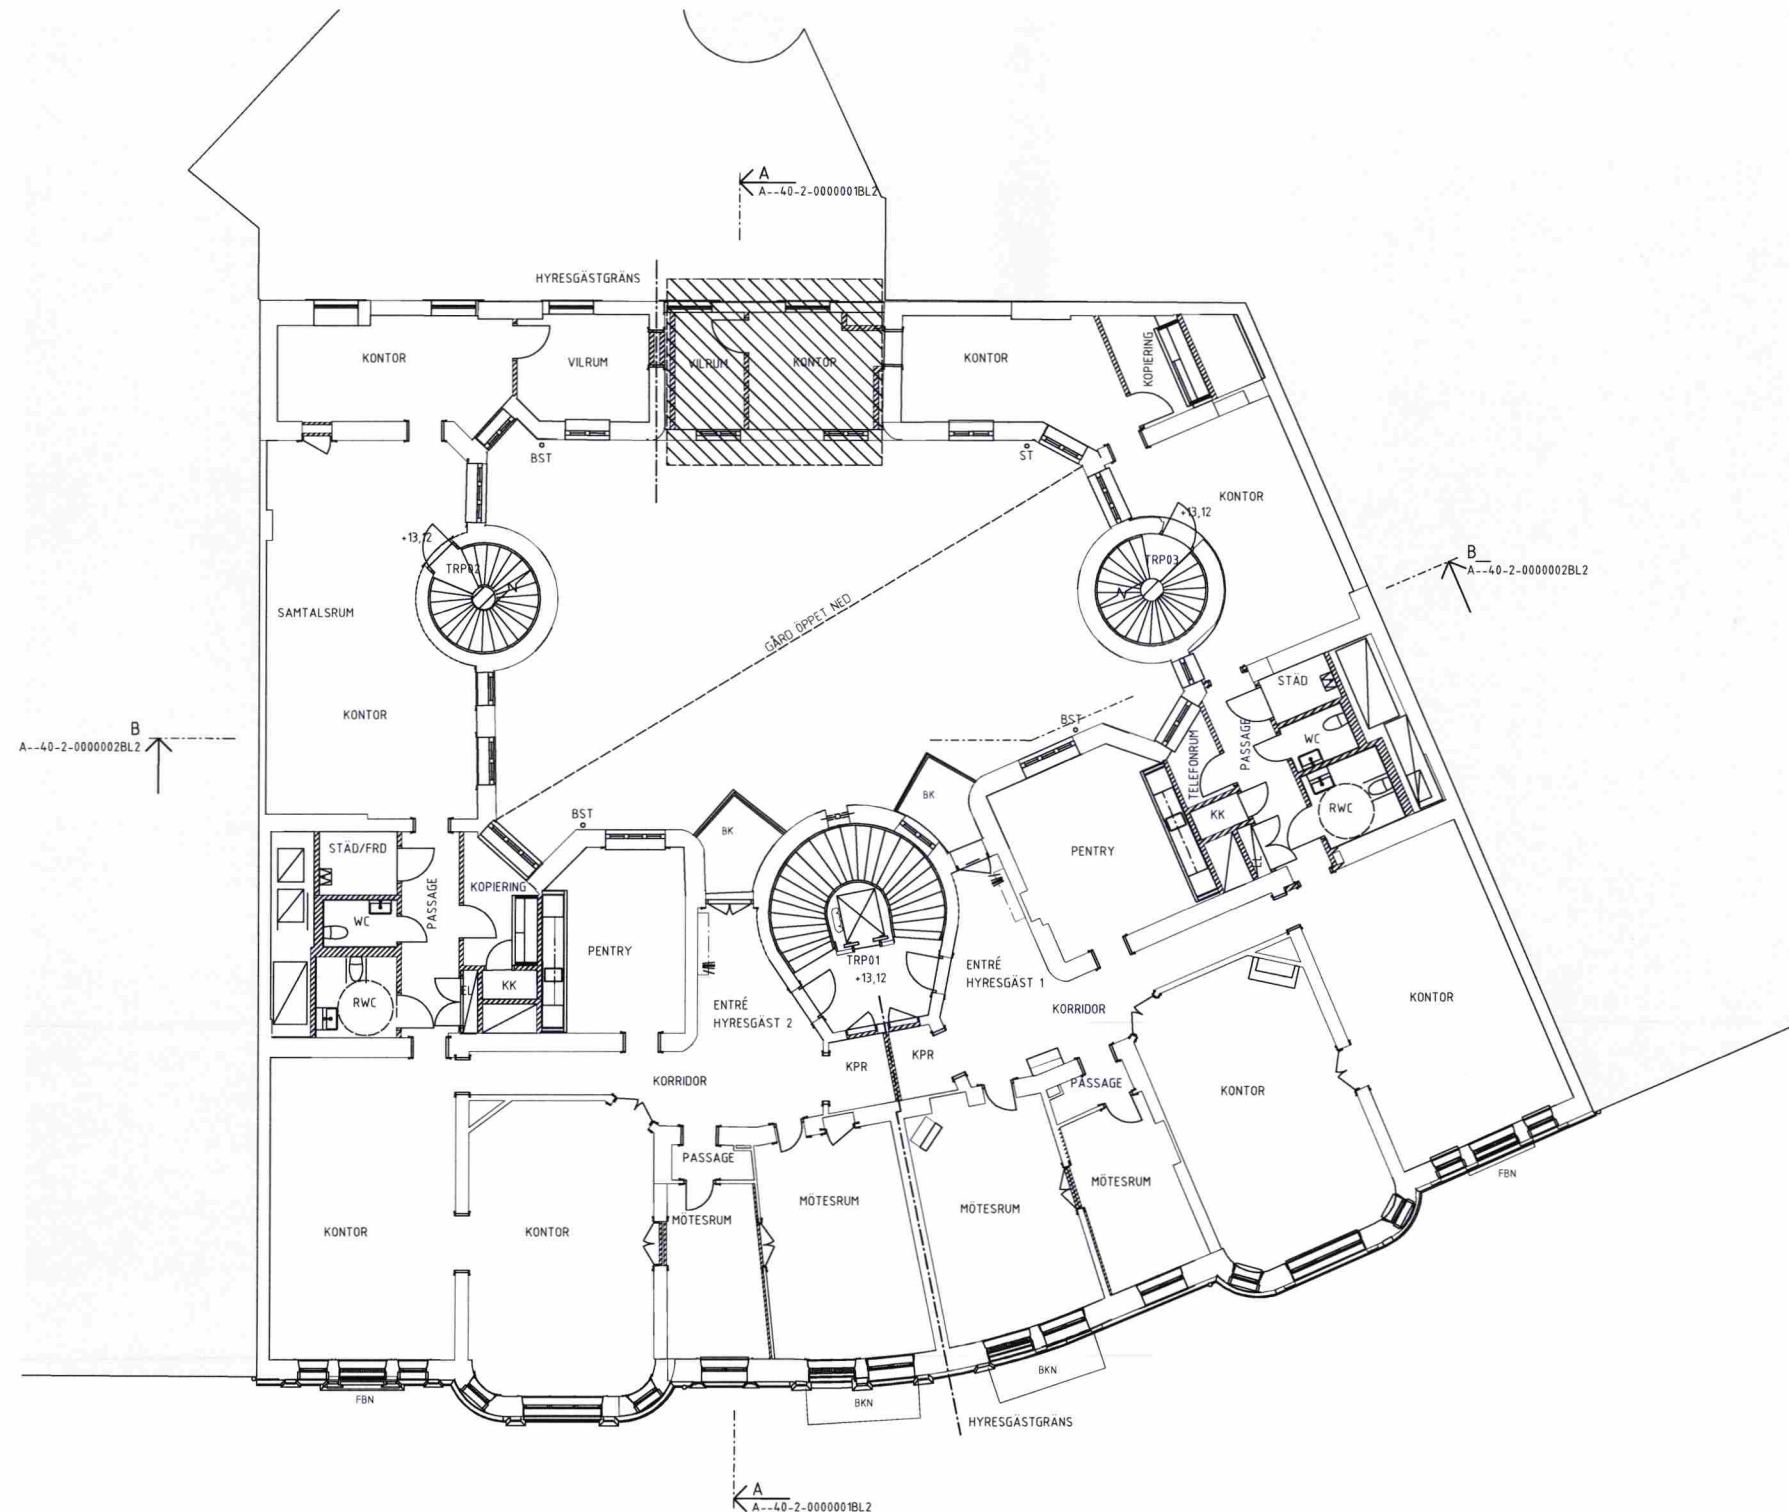 A
A--40-2-0000001BL2
HYRESGÄSTGRÄNS
KONTOR
VILRUM
VILRUM
KONTOR
KONTOR
KOPIERING
BST
ST
KONTOR
+13,12
TRP02
+13,12
TRP03
B
A--40-2-0000002BL2
SAMTALSRUM
GÅRD ÖPPET NED
STÄD
KONTOR
BST
WC
PASSAGE
TELEFONRUM
B
A--40-2-0000002BL2
BK
RWC
BST
KK
BK
STÄD/FRD
PENTRY
EL
KOPIERING
PASSAGE
WC
PENTRY
TRP01
+13,12
ENTRÉ
HYRESGÄST 1
KK
EL
RWC
ENTRÉ
HYRESGÄST 2
KORRIDOR
KONTOR
KPR
KPR
KORRIDOR
PASSAGE
KONTOR
PASSAGE
MÖTESRUM
MÖTESRUM
MÖTESRUM
MÖTESRUM
KONTOR
KONTOR
FBN
BKN
FBN
BKN
HYRESGÄSTGRÄNS
A
A--40-2-0000001BL2